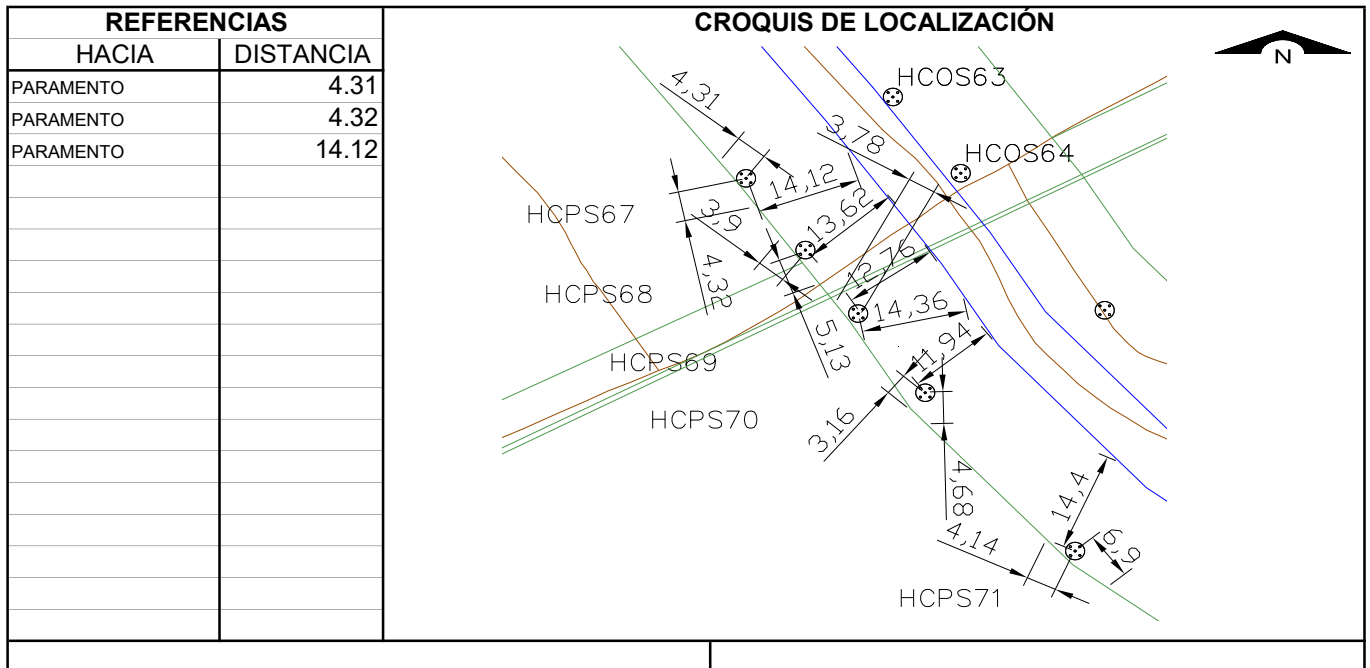 REFERENCIAS
HACIA DISTANCIA
PARAMENTO 4.31
PARAMENTO 4.32
PARAMENTO 14.12
CROQUIS DE LOCALIZACIÓN
N
HCOS63
4,31
3,78
HCOS64
14,12
HCPS67
3,9
13,62
4,32
12,76
HCPS68
14,36
5,13
11,94
HCPS69
HCPS70
3,16
4,68
14,4
4,14
6,9
HCPS71